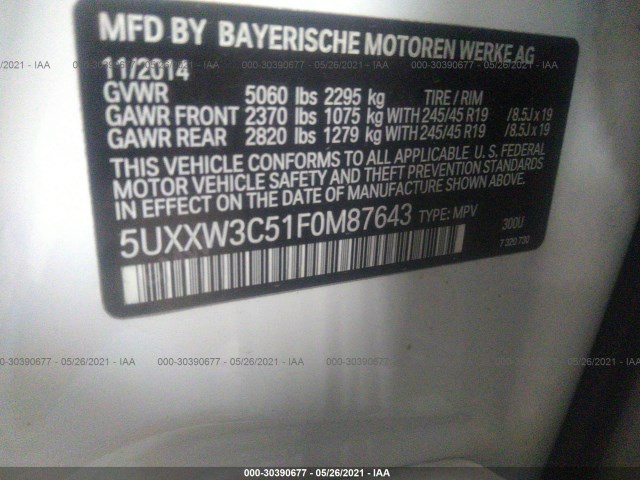 MFD BY BAYERISCHE MOTOREN WERKE AG
11/2014
GVWR 5060 lbs 2295 kg TIRE / RIM
GAWR FRONT 2370 lbs 1075 kg WITH 245/45 R19 /8.5J x 19
GAWR REAR 2820 lbs 1279 kg WITH 245/45 R19 /8.5J x 19
THIS VEHICLE CONFORMS TO ALL APPLICABLE U.S. FEDERAL
MOTOR VEHICLE SAFETY AND THEFT PREVENTION STANDARDS
IN EFFECT ON THE DATE OF MANUFACTURE SHOWN ABOVE.
5UXXW3C51F0M87643 TYPE: MPV 300U
7 320 730
000-30390677 - 05/26/2021 - IAA